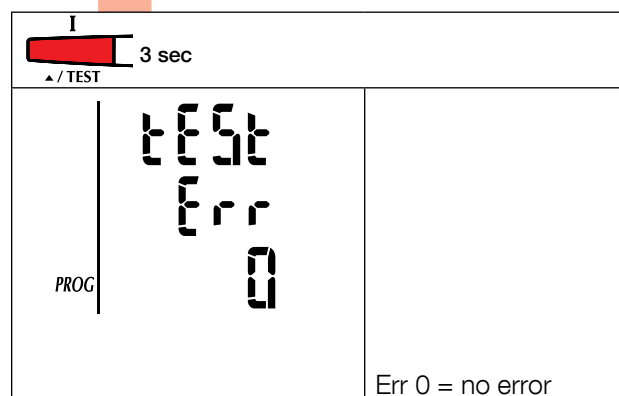 I
3 sec
▲ / TEST
tESt
Err
PROG 0
Err 0 = no error